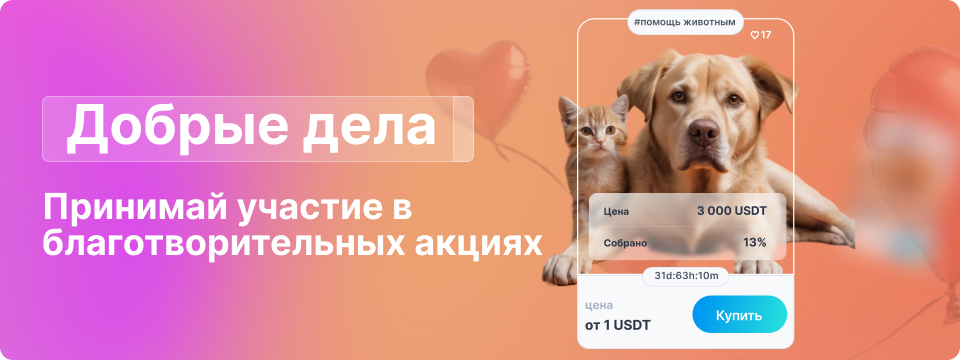 Добрые дела
Принимай участие в
благотворительных акциях
#помощь животным
17
Цена 3 000 USDT
Собрано 13%
31d:63h:10m
цена
от 1 USDT
Купить